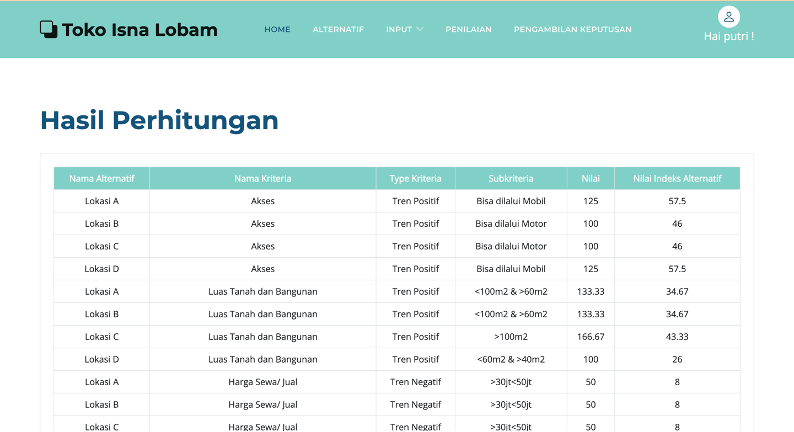 Toko Isna Lobam HOME ALTERNATIF INPUT PENILAIAN PENGAMBILAN KEPUTUSAN
Hai putri !
Hasil Perhitungan
Nama Alternatif Nama Kriteria Type Kriteria Subkriteria Nilai Nilai Indeks Alternatif
Lokasi A Akses Tren Positif Bisa dilalui Mobil 125 57.5
Lokasi B Akses Tren Positif Bisa dilalui Motor 100 46
Lokasi C Akses Tren Positif Bisa dilalui Motor 100 46
Lokasi D Akses Tren Positif Bisa dilalui Mobil 125 57.5
Lokasi A Luas Tanah dan Bangunan Tren Positif <100m2 & >60m2 133.33 34.67
Lokasi B Luas Tanah dan Bangunan Tren Positif <100m2 & >60m2 133.33 34.67
Lokasi C Luas Tanah dan Bangunan Tren Positif >100m2 166.67 43.33
Lokasi D Luas Tanah dan Bangunan Tren Positif <60m2 & >40m2 100 26
Lokasi A Harga Sewa/ Jual Tren Negatif >30jt<50jt 50 8
Lokasi B Harga Sewa/ Jual Tren Negatif >30jt<50jt 50 8
Lokasi C Harga Sewa/ Jual Tren Negatif >30jt<50jt 50 8